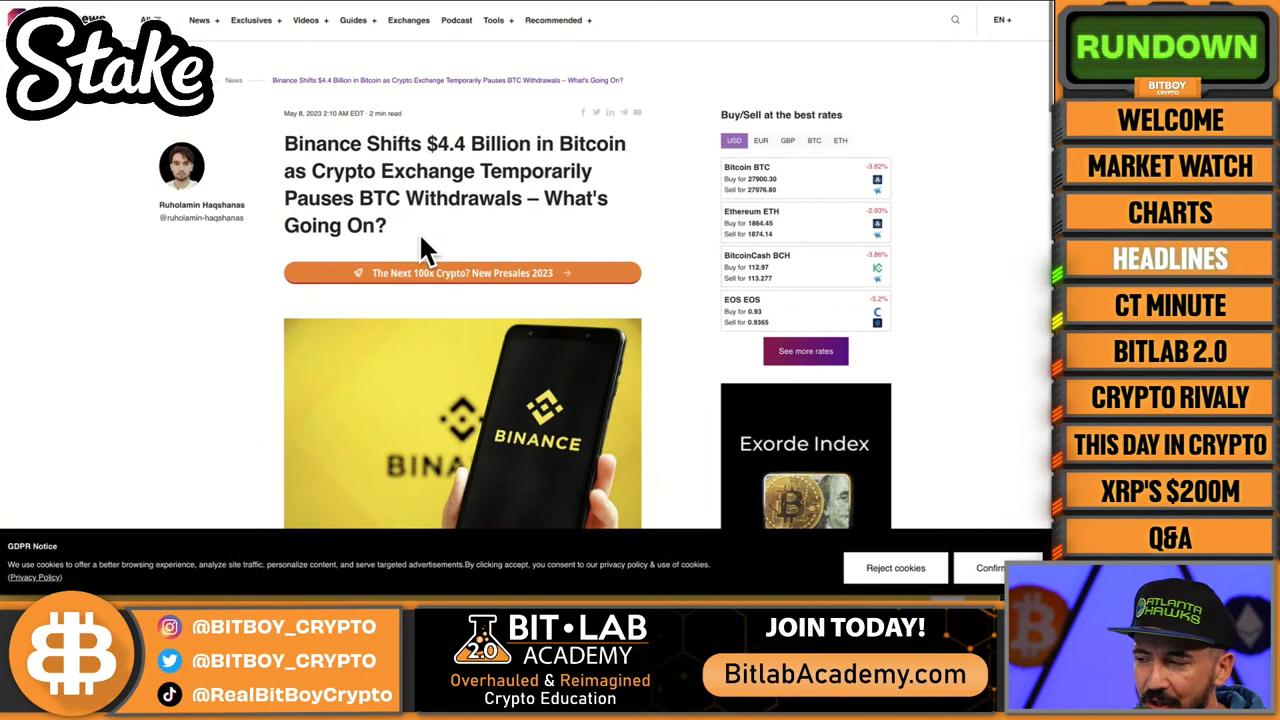 Stake
News +
Exclusives +
Videos +
Guides +
Exchanges
Podcast
Tools +
Recommended +
EN +
News
Binance Shifts $4.4 Billion in Bitcoin as Crypto Exchange Temporarily Pauses BTC Withdrawals – What's Going On?
May 8, 2023 2:10 AM EDT · 2 min read
Ruholamin Haqshanas
@ruholamin-haqshanas
Binance Shifts $4.4 Billion in Bitcoin
as Crypto Exchange Temporarily
Pauses BTC Withdrawals – What's
Going On?
The Next 100x Crypto? New Presales 2023
BINANCE
BINA
Buy/Sell at the best rates
USD EUR GBP BTC ETH
Bitcoin BTC -3.82%
Buy for 27900.30
Sell for 27976.80
Ethereum ETH -2.93%
Buy for 1864.45
Sell for 1874.14
BitcoinCash BCH -3.86%
Buy for 112.97
Sell for 113.277
EOS EOS -5.2%
Buy for 0.93
Sell for 0.9365
See more rates
Exorde Index
GDPR Notice
We use cookies to offer a better browsing experience, analyze site traffic, personalize content, and serve targeted advertisements.By clicking accept, you consent to our privacy policy & use of cookies.
(Privacy Policy)
Reject cookies
Confirm
RUNDOWN
BITBOY
CRYPTO
WELCOME
MARKET WATCH
CHARTS
HEADLINES
CT MINUTE
BITLAB 2.0
CRYPTO RIVALY
THIS DAY IN CRYPTO
XRP'S $200M
Q&A
ATLANTA
HAWKS
@BITBOY_CRYPTO
@BITBOY_CRYPTO
@RealBitBoyCrypto
2.0
BIT•LAB
ACADEMY
Overhauled & Reimagined
Crypto Education
JOIN TODAY!
BitlabAcademy.com